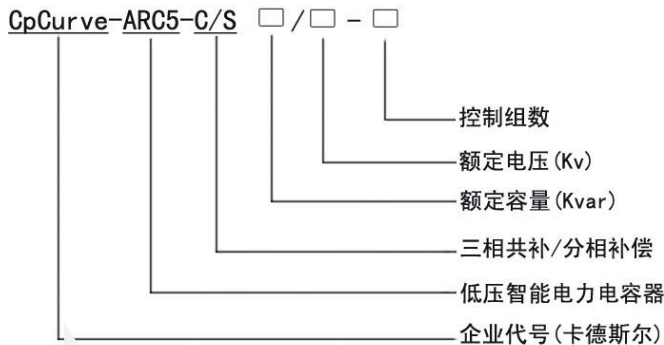 CpCurve-ARC5-C/S □/□-□
控制组数
额定电压(Kv)
额定容量(Kvar)
三相共补/分相补偿
低压智能电力电容器
企业代号(卡德斯尔)